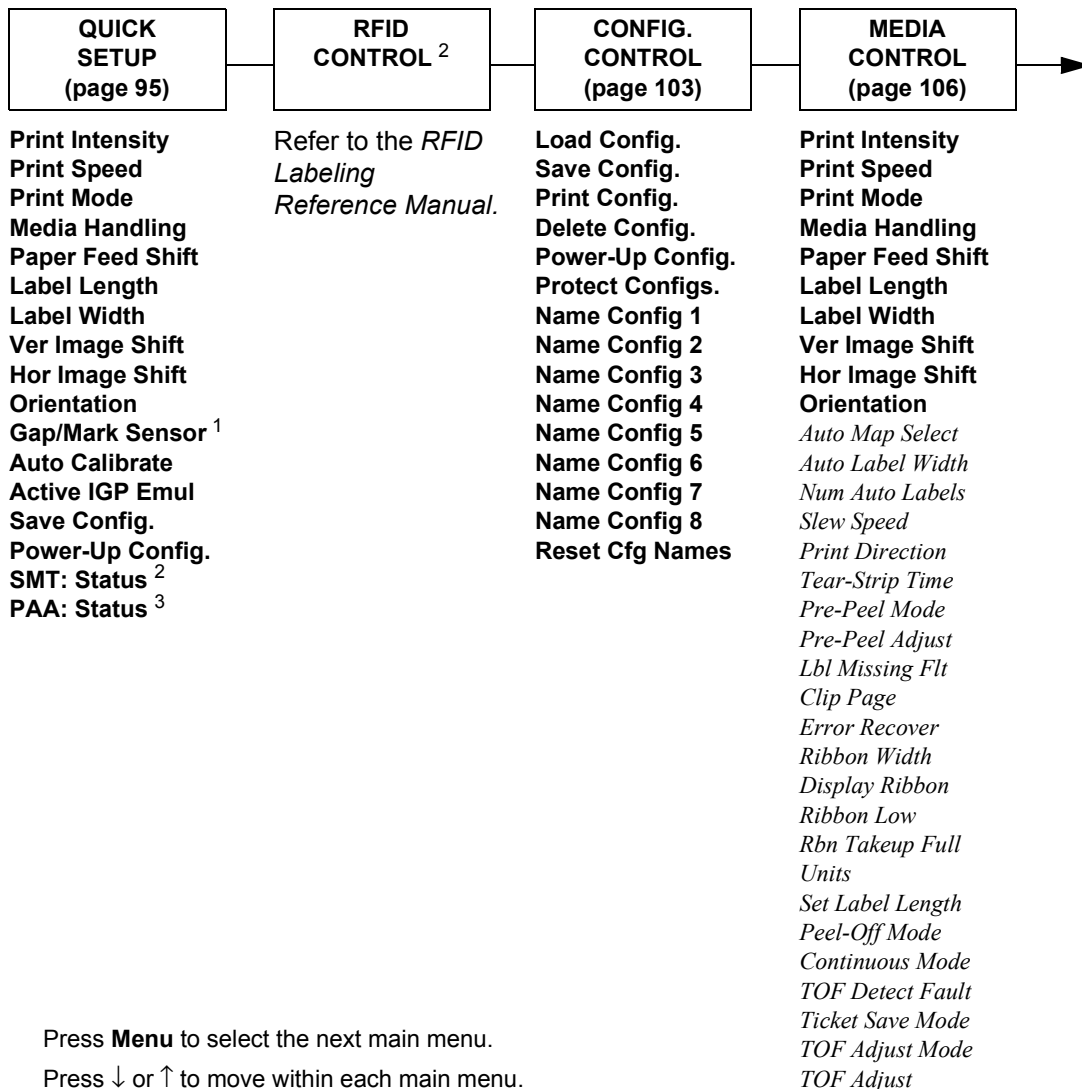 QUICK
SETUP
(page 95)
RFID
CONTROL 2
CONFIG.
CONTROL
(page 103)
MEDIA
CONTROL
(page 106)
Print Intensity
Print Speed
Print Mode
Media Handling
Paper Feed Shift
Label Length
Label Width
Ver Image Shift
Hor Image Shift
Orientation
Gap/Mark Sensor 1
Auto Calibrate
Active IGP Emul
Save Config.
Power-Up Config.
SMT: Status 2
PAA: Status 3
Refer to the RFID
Labeling
Reference Manual.
Load Config.
Save Config.
Print Config.
Delete Config.
Power-Up Config.
Protect Configs.
Name Config 1
Name Config 2
Name Config 3
Name Config 4
Name Config 5
Name Config 6
Name Config 7
Name Config 8
Reset Cfg Names
Print Intensity
Print Speed
Print Mode
Media Handling
Paper Feed Shift
Label Length
Label Width
Ver Image Shift
Hor Image Shift
Orientation
Auto Map Select
Auto Label Width
Num Auto Labels
Slew Speed
Print Direction
Tear-Strip Time
Pre-Peel Mode
Pre-Peel Adjust
Lbl Missing Flt
Clip Page
Error Recover
Ribbon Width
Display Ribbon
Ribbon Low
Rbn Takeup Full
Units
Set Label Length
Peel-Off Mode
Continuous Mode
TOF Detect Fault
Ticket Save Mode
TOF Adjust Mode
TOF Adjust
Press Menu to select the next main menu.
Press ↓ or ↑ to move within each main menu.